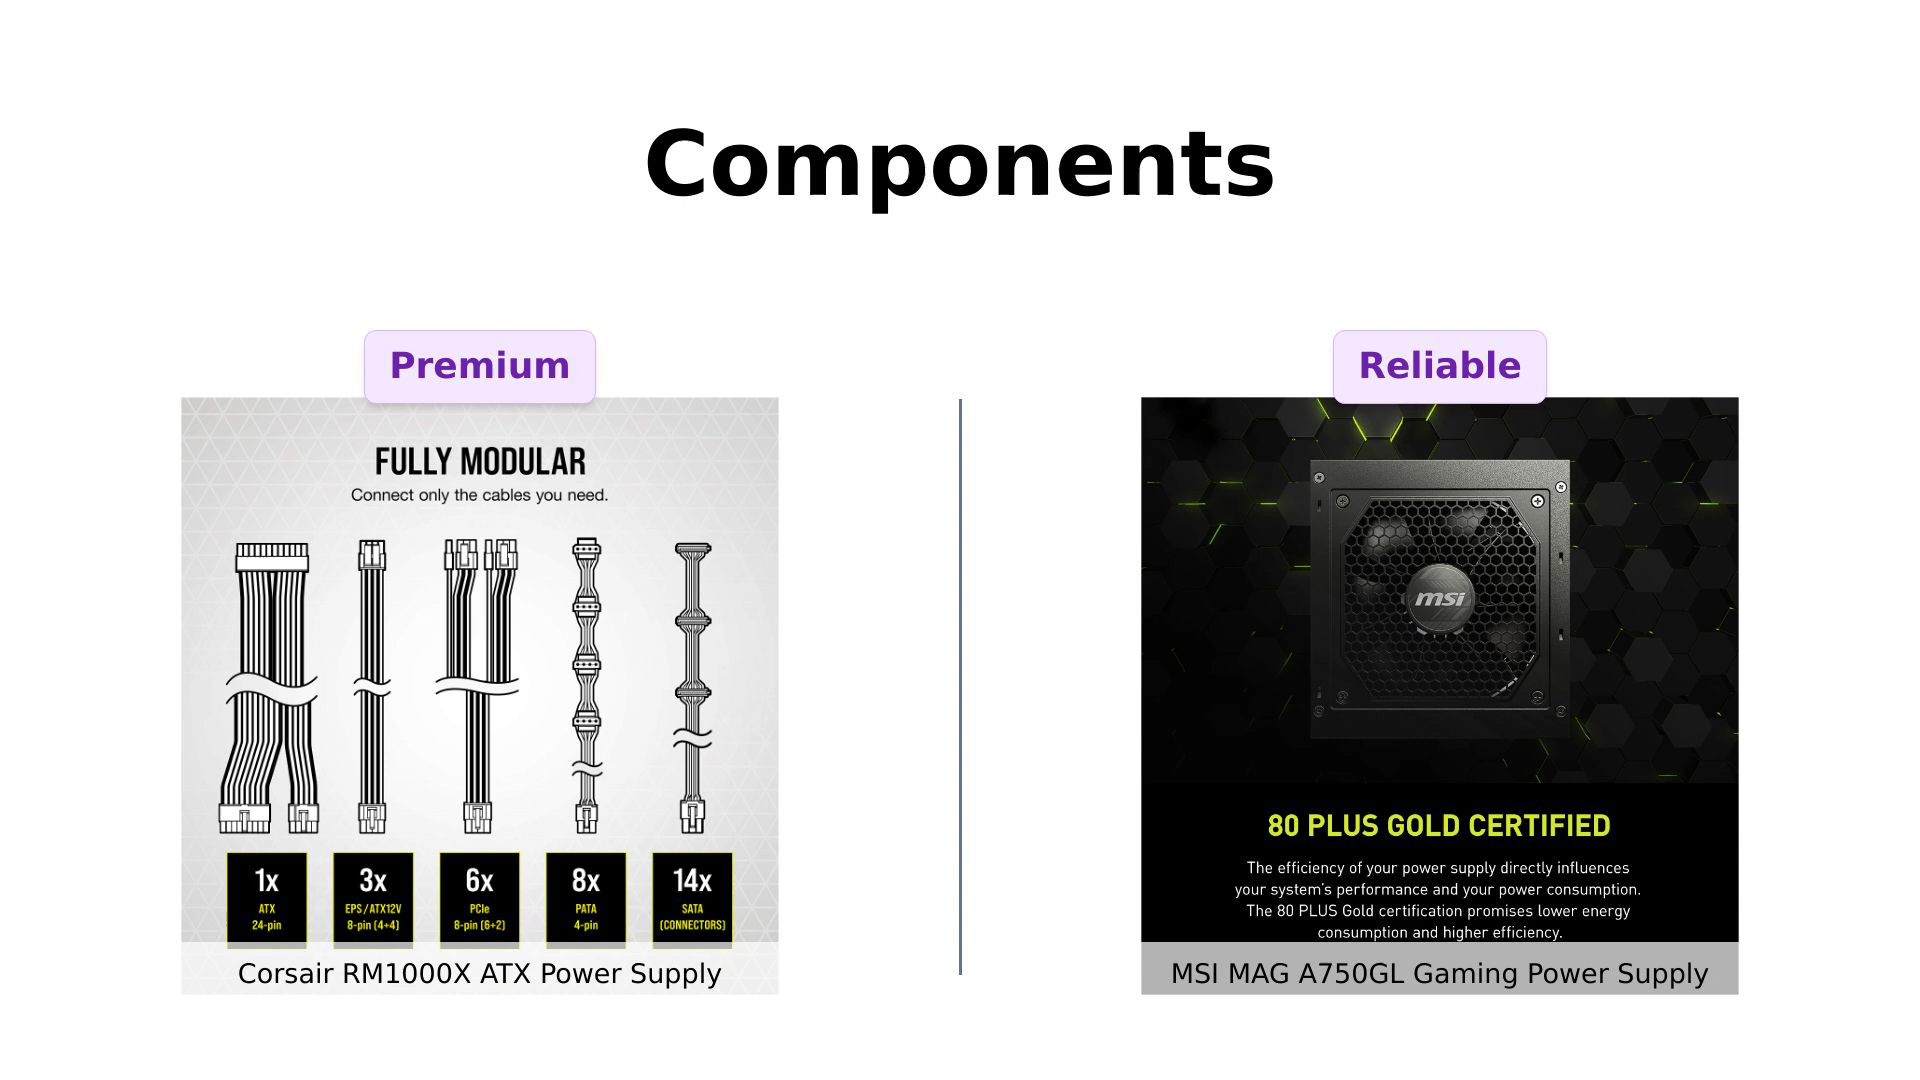 Components
Premium
FULLY MODULAR
Connect only the cables you need.
1x
ATX
24-pin
3x
EPS/ATX12V
8-pin (4+4)
6x
PCIe
8-pin (6+2)
8x
PATA
4-pin
14x
SATA
(CONNECTORS)
Corsair RM1000X ATX Power Supply
Reliable
msi
80 PLUS GOLD CERTIFIED
The efficiency of your power supply directly influences
your system's performance and your power consumption.
The 80 PLUS Gold certification promises lower energy
consumption and higher efficiency.
MSI MAG A750GL Gaming Power Supply